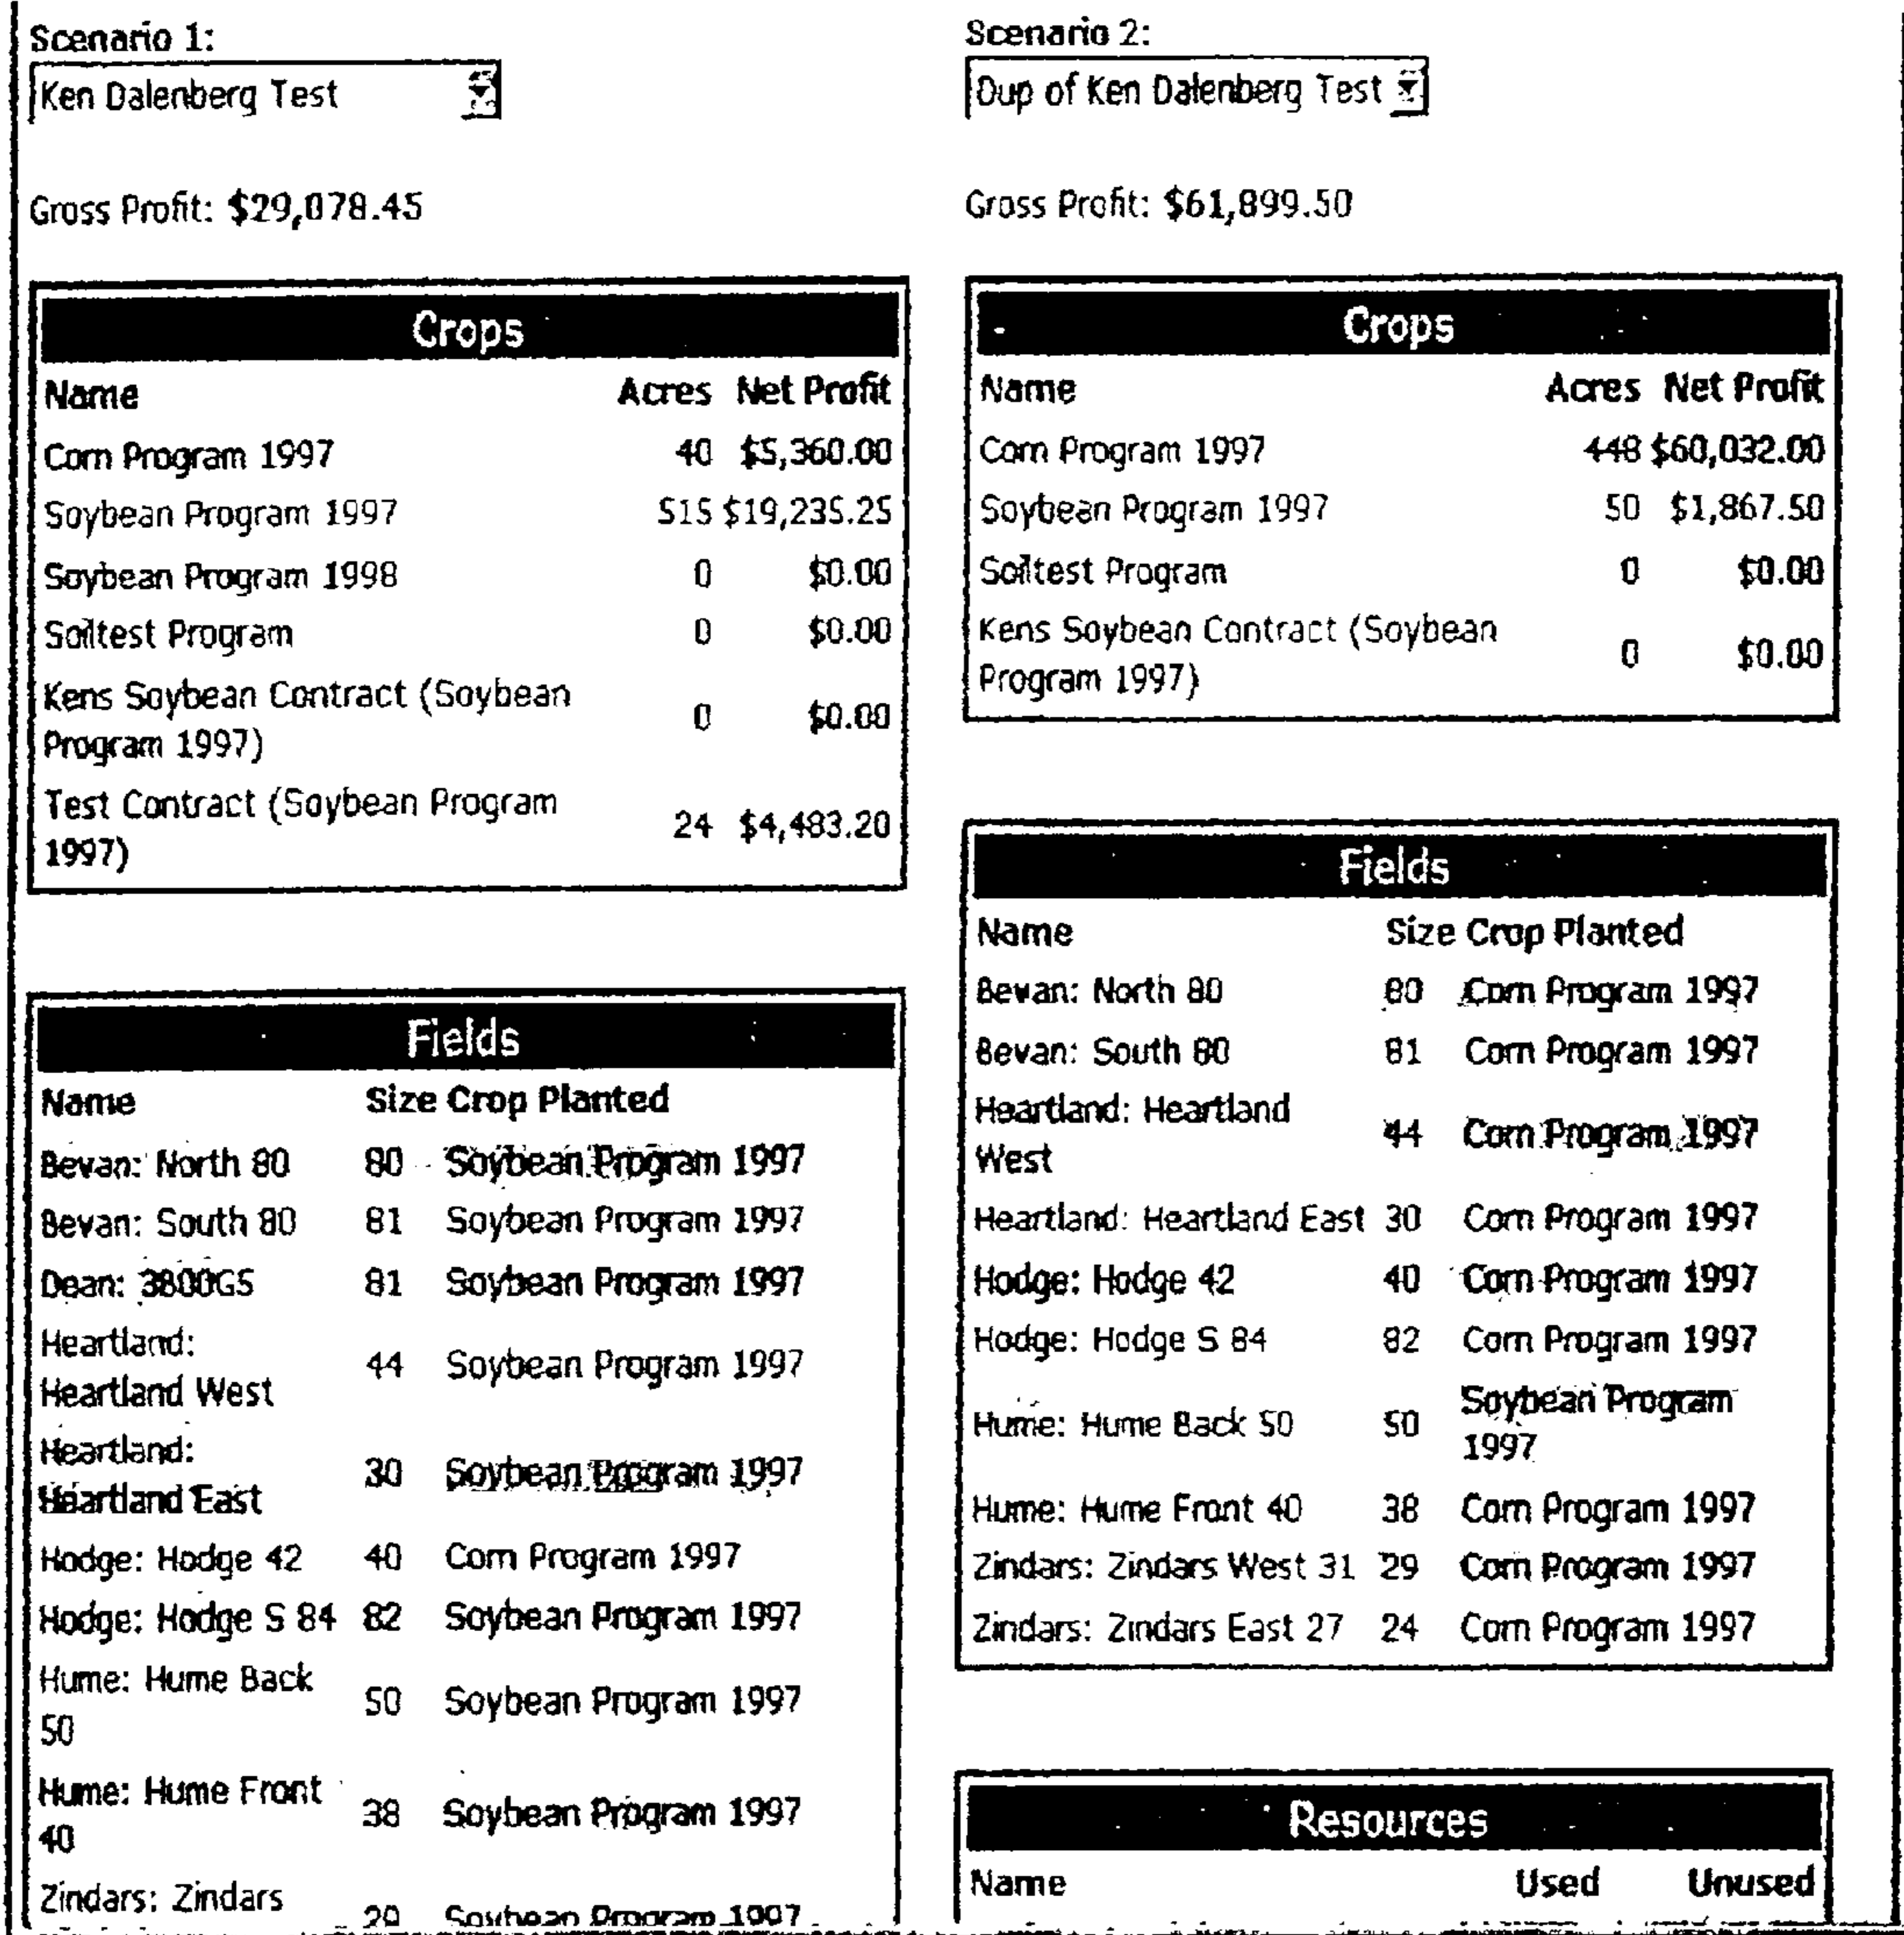 Scenario 1:
Ken Dalenberg Test
Gross Profit: $29,078.45
Crops
Name Acres Net Profit
Corn Program 1997 40 $5,360.00
Soybean Program 1997 515 $19,235.25
Soybean Program 1998 0 $0.00
Soiltest Program 0 $0.00
Kens Soybean Contract (Soybean
Program 1997) 0 $0.00
Test Contract (Soybean Program
1997) 24 $4,483.20
Fields
Name Size Crop Planted
Bevan: North 80 80 Soybean Program 1997
Bevan: South 80 81 Soybean Program 1997
Dean: 3800GS 81 Soybean Program 1997
Heartland:
Heartland West 44 Soybean Program 1997
Heartland:
Heartland East 30 Soybean Program 1997
Hodge: Hodge 42 40 Corn Program 1997
Hodge: Hodge S 84 82 Soybean Program 1997
Hume: Hume Back
50 50 Soybean Program 1997
Hume: Hume Front
40 38 Soybean Program 1997
Zindars: Zindars
29 Soybean Program 1997
Scenario 2:
Dup of Ken Dalenberg Test
Gross Profit: $61,899.50
Crops
Name Acres Net Profit
Corn Program 1997 448 $60,032.00
Soybean Program 1997 50 $1,867.50
Soiltest Program 0 $0.00
Kens Soybean Contract (Soybean
Program 1997) 0 $0.00
Fields
Name Size Crop Planted
Bevan: North 80 80 Corn Program 1997
Bevan: South 80 81 Corn Program 1997
Heartland: Heartland
West 44 Corn Program 1997
Heartland: Heartland East 30 Corn Program 1997
Hodge: Hodge 42 40 Corn Program 1997
Hodge: Hodge S 84 82 Corn Program 1997
Hume: Hume Back 50 50 Soybean Program
1997
Hume: Hume Front 40 38 Corn Program 1997
Zindars: Zindars West 31 29 Corn Program 1997
Zindars: Zindars East 27 24 Corn Program 1997
Resources
Name Used Unused